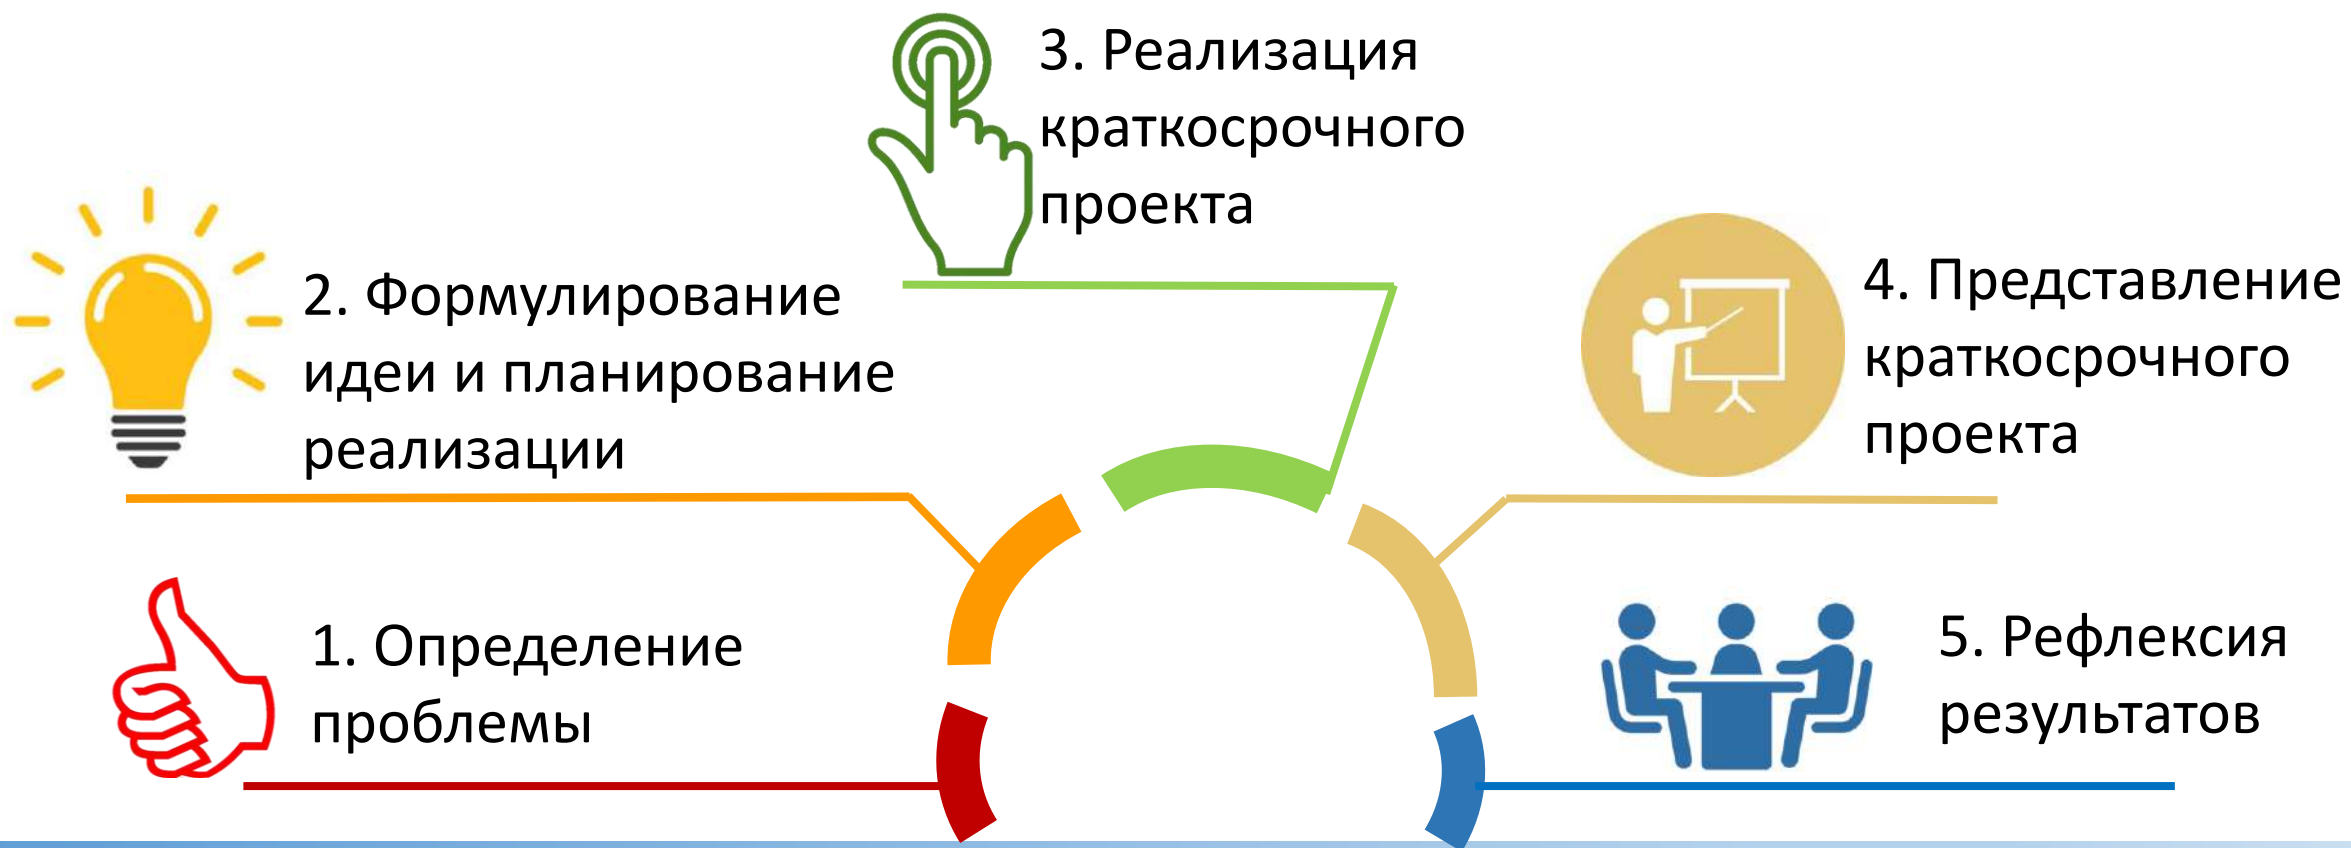 1. Определение
проблемы
2. Формулирование
идеи и планирование
реализации
3. Реализация
краткосрочного
проекта
4. Представление
краткосрочного
проекта
5. Рефлексия
результатов